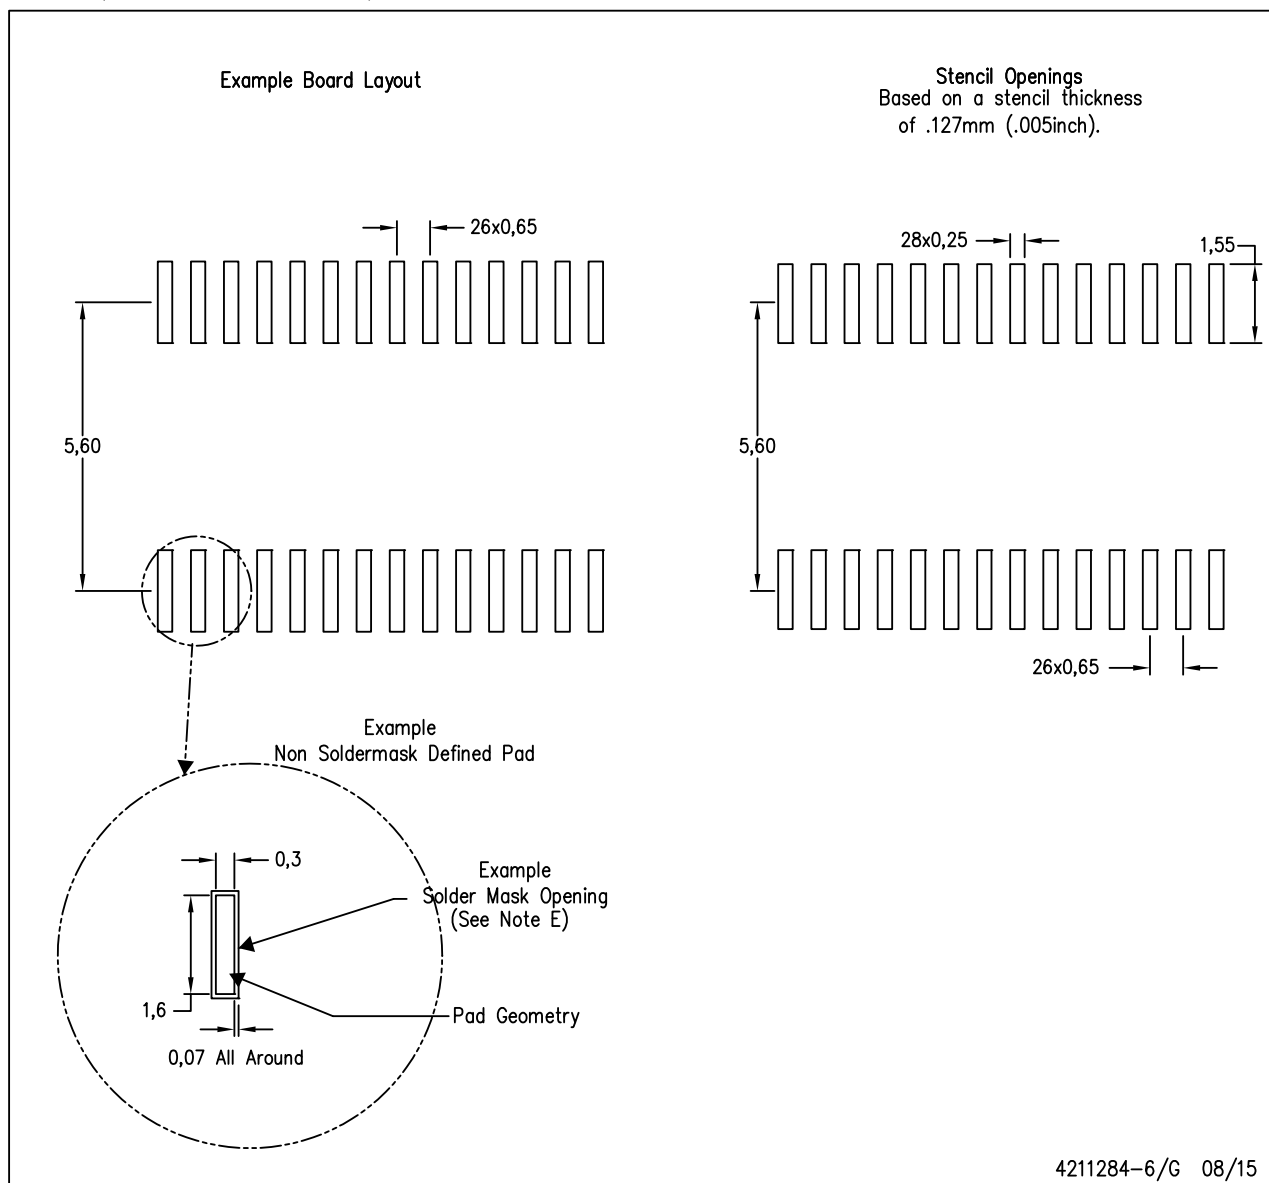 Example Board Layout
Stencil Openings
Based on a stencil thickness
of .127mm (.005inch).
26x0,65
28x0,25
1,55
5,60
5,60
26x0,65
Example
Non Soldermask Defined Pad
0,3
Example
Solder Mask Opening
(See Note E)
1,6
Pad Geometry
0,07 All Around
4211284-6/G 08/15